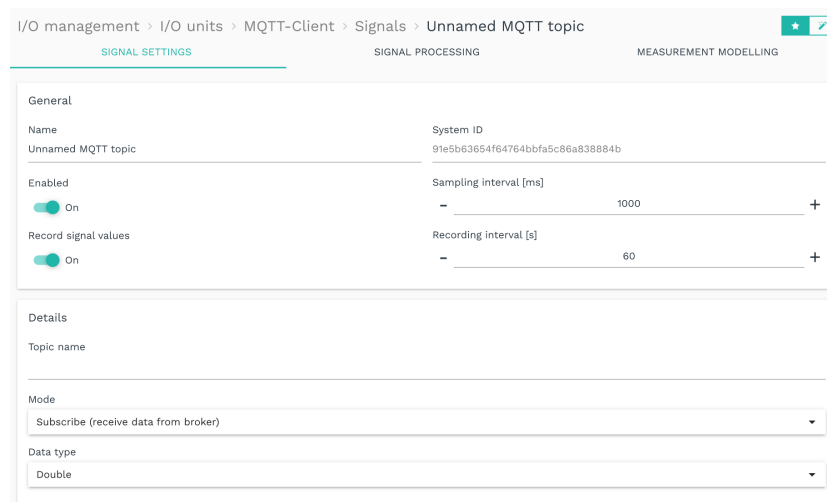 I/O management > I/O units > MQTT-Client > Signals > Unnamed MQTT topic
SIGNAL SETTINGS SIGNAL PROCESSING MEASUREMENT MODELLING
General
Name System ID
Unnamed MQTT topic 91e5b63654f64764bbfa5c86a838884b
Enabled Sampling interval [ms]
On - 1000 +
Record signal values Recording interval [s]
On - 60 +
Details
Topic name
Mode
Subscribe (receive data from broker)
Data type
Double